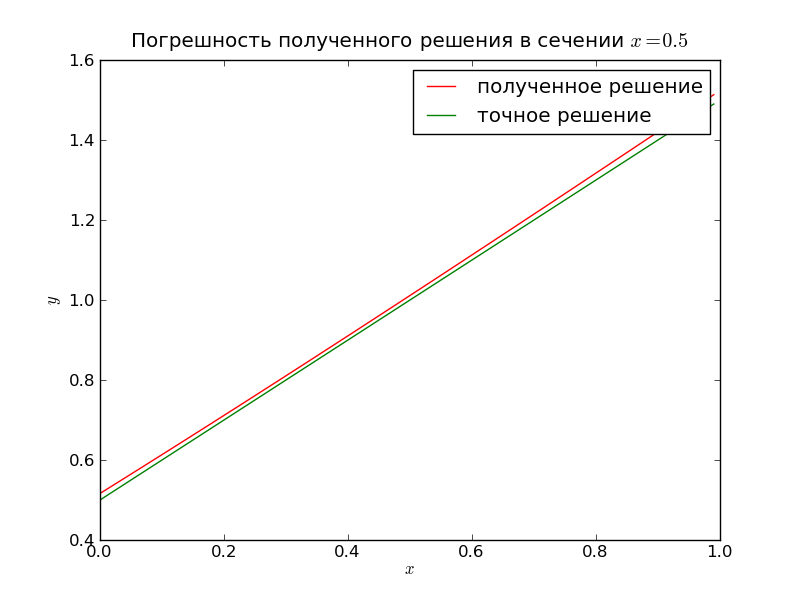 Погрешность полученного решения в сечении x=0.5
1.6
полученное решение
точное решение
1.4
1.2
1.0
y
0.8
0.6
0.4
0.0 0.2 0.4 0.6 0.8 1.0
x